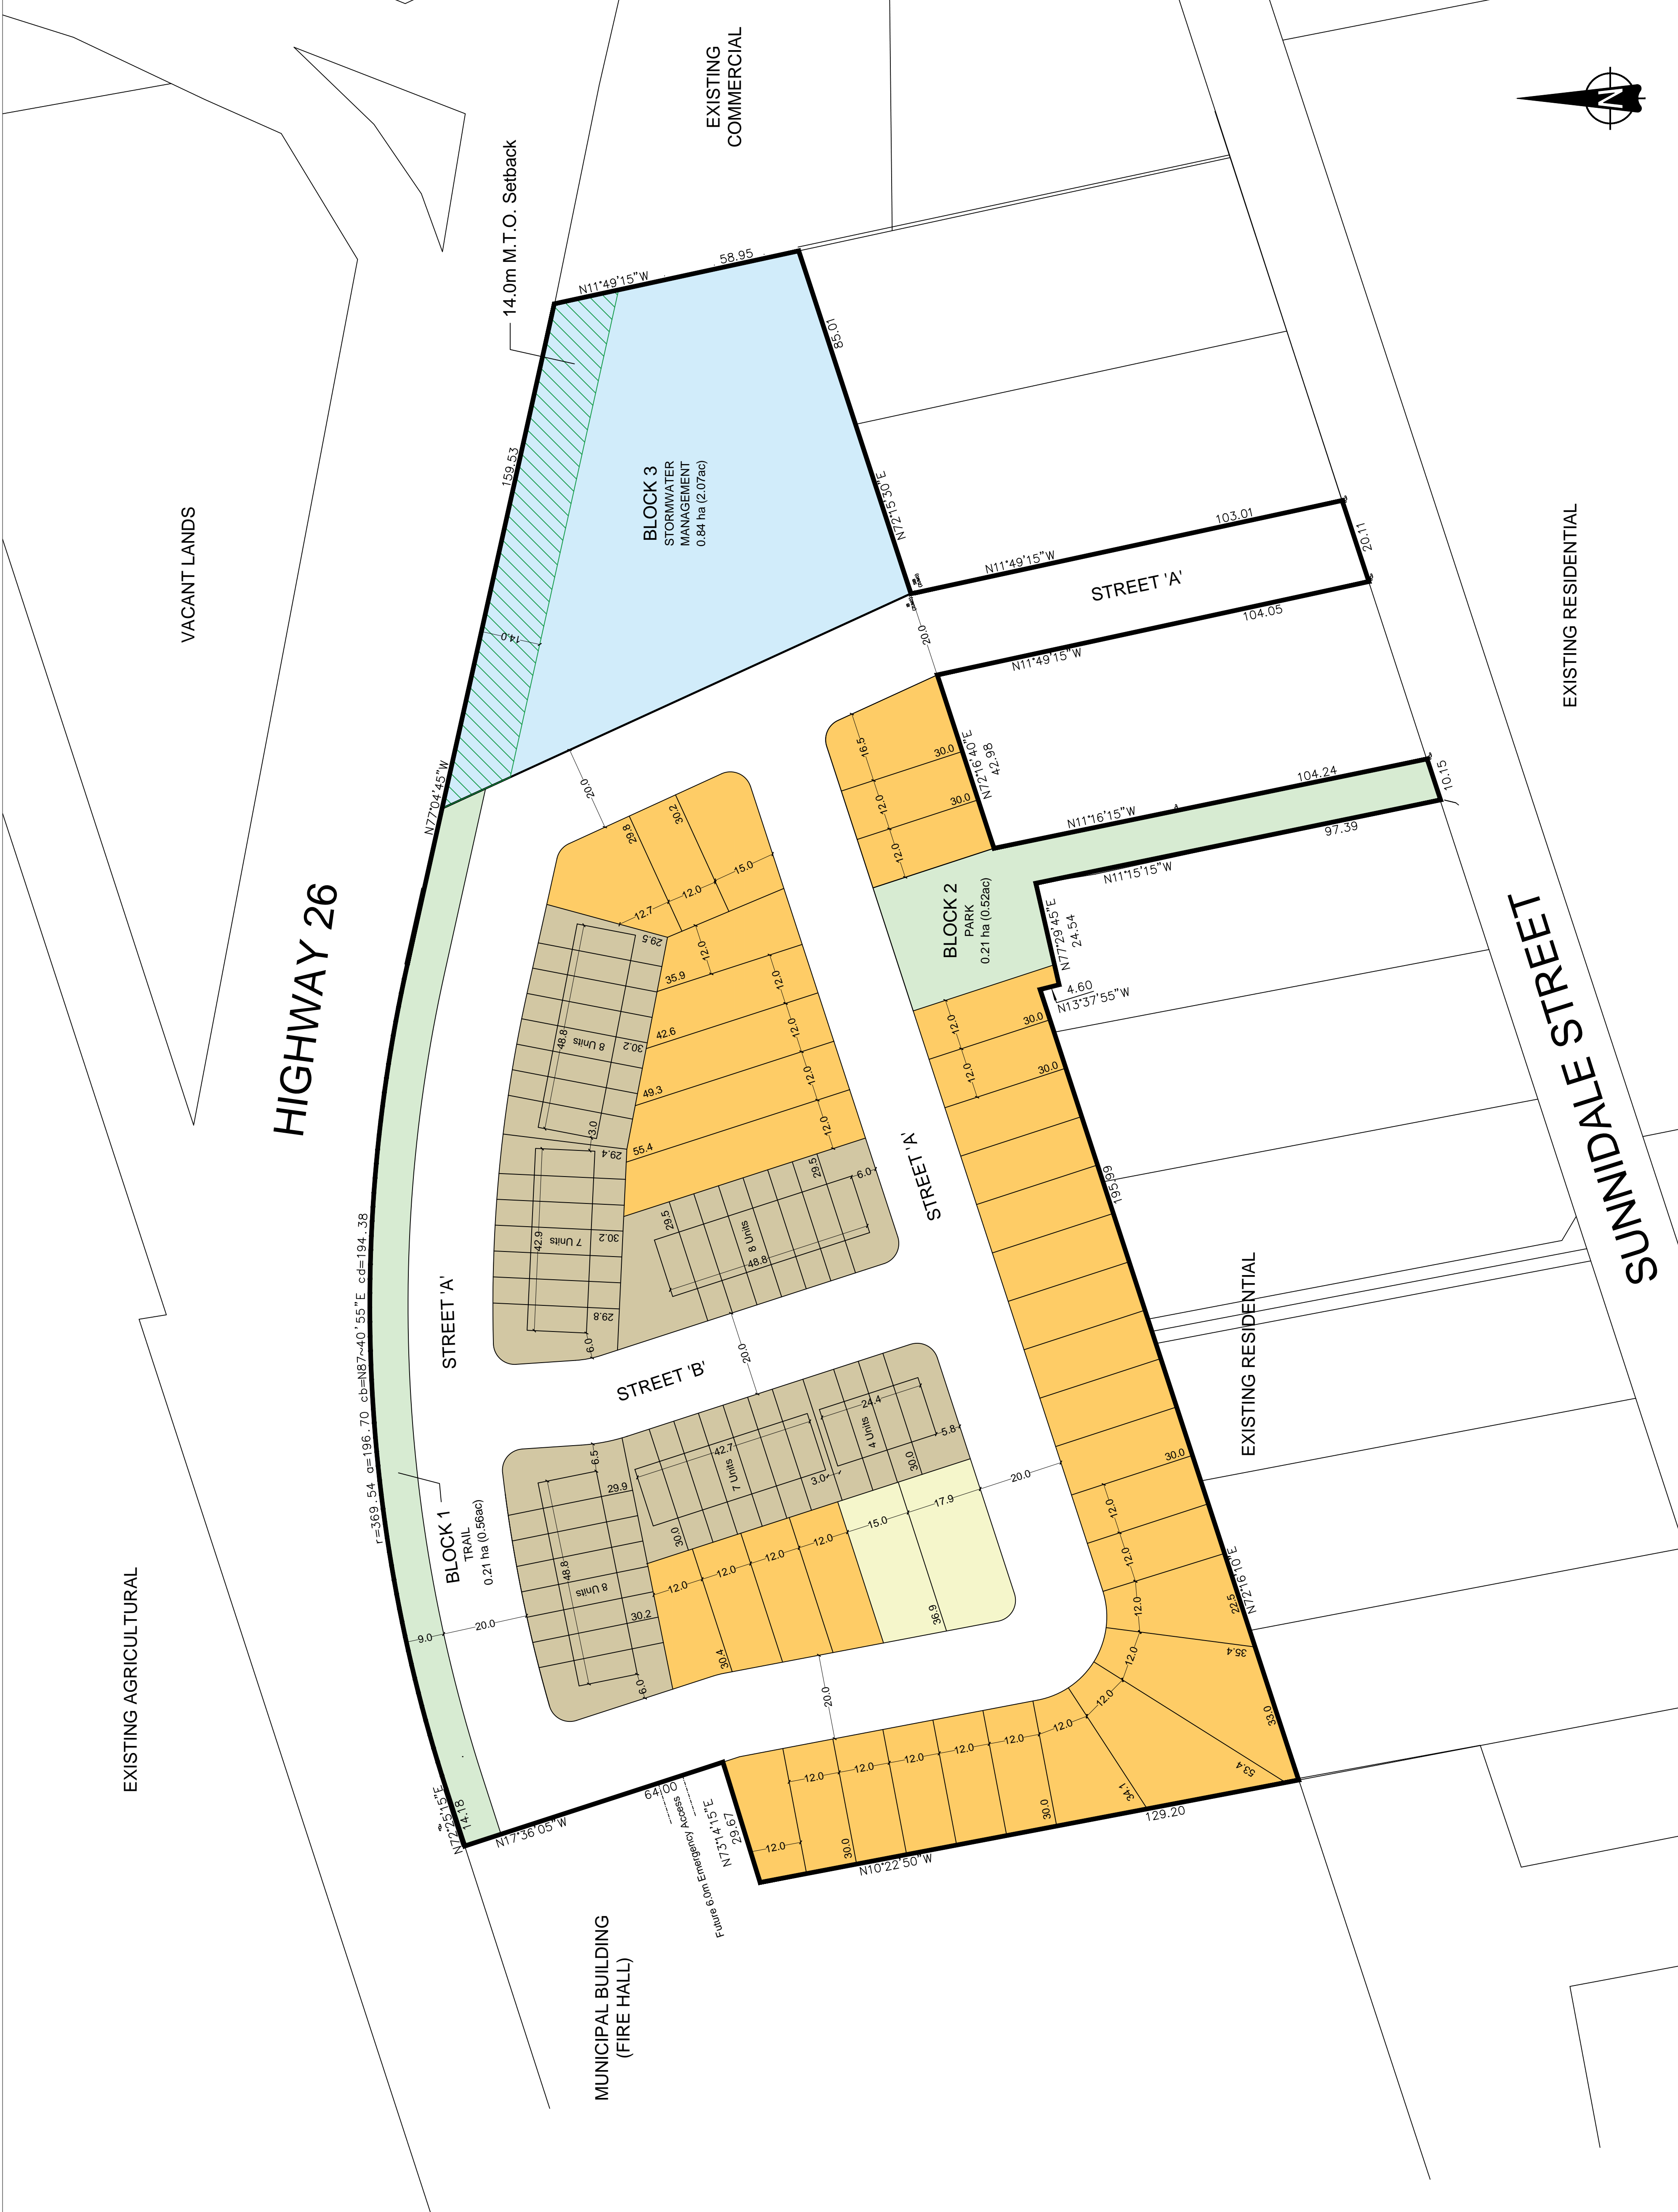 VACANT LANDS
EXISTING AGRICULTURAL
HIGHWAY 26
14.0m M.T.O. Setback
EXISTING
COMMERCIAL
N
N11°49'15"W
58.95
159.53
14.0
BLOCK 3
STORMWATER
MANAGEMENT
0.84 ha (2.07ac)
85.01
N72°15'30"E
N77°04'45"W
r=369.54 a=196.70 cb=N87~40'55"E cd=194.38
BLOCK 1
TRAIL
0.21 ha (0.56ac)
9.0
20.0
N72°25'15"E
14.18
N17°36'05"W
64.00
Future 6.0m Emergency Access
N73°14'15"E
29.67
MUNICIPAL BUILDING
(FIRE HALL)
STREET 'A'
STREET 'B'
STREET 'A'
STREET 'A'
N11°49'15"W
103.01
20.11
104.05
N11°49'15"W
20.0
20.0
16.5
12.0
12.0
30.0
30.0
N72°16'40"E
42.98
N11°16'15"W
104.24
10.15
97.39
N11°15'15"W
BLOCK 2
PARK
0.21 ha (0.52ac)
N77°29'45"E
24.54
4.60
N13°37'55"W
29.8
30.2
12.7
12.0
15.0
29.5
12.0
35.9
42.6
49.3
55.4
12.0
12.0
12.0
12.0
48.8
8 Units
30.2
3.0
29.4
42.9
7 Units
30.2
29.8
6.0
29.5
29.5
8 Units
48.8
6.0
20.0
6.5
29.9
48.8
8 Units
30.2
6.0
42.7
7 Units
30.0
3.0
24.4
4 Units
30.0
5.8
20.0
12.0
12.0
12.0
12.0
15.0
17.9
30.4
36.9
20.0
12.0
12.0
30.0
30.0
195.99
30.0
12.0
12.0
12.0
12.0
12.0
12.0
12.0
12.0
12.0
12.0
12.0
12.0
30.0
30.0
34.1
53.4
33.0
35.4
22.5
N72°16'10"E
129.20
N10°22'50"W
EXISTING RESIDENTIAL
EXISTING RESIDENTIAL
SUNNIDALE STREET